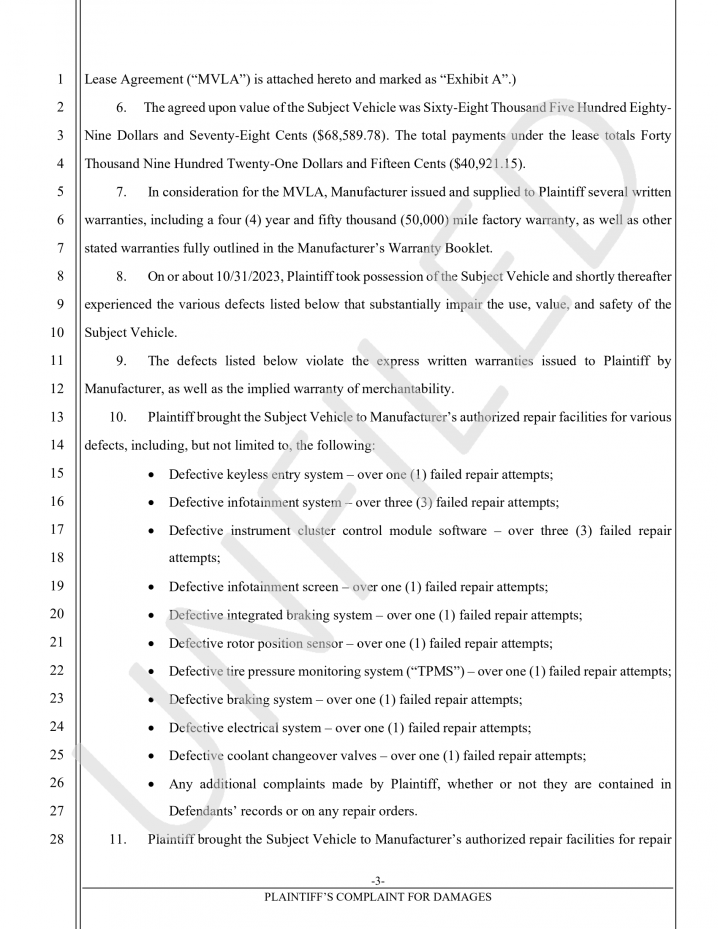 1 Lease Agreement (“MVLA”) is attached hereto and marked as “Exhibit A”.)
2 6. The agreed upon value of the Subject Vehicle was Sixty-Eight Thousand Five Hundred Eighty-
3 Nine Dollars and Seventy-Eight Cents ($68,589.78). The total payments under the lease totals Forty
4 Thousand Nine Hundred Twenty-One Dollars and Fifteen Cents ($40,921.15).
5 7. In consideration for the MVLA, Manufacturer issued and supplied to Plaintiff several written
6 warranties, including a four (4) year and fifty thousand (50,000) mile factory warranty, as well as other
7 stated warranties fully outlined in the Manufacturer’s Warranty Booklet.
8 8. On or about 10/31/2023, Plaintiff took possession of the Subject Vehicle and shortly thereafter
9 experienced the various defects listed below that substantially impair the use, value, and safety of the
10 Subject Vehicle.
11 9. The defects listed below violate the express written warranties issued to Plaintiff by
12 Manufacturer, as well as the implied warranty of merchantability.
13 10. Plaintiff brought the Subject Vehicle to Manufacturer’s authorized repair facilities for various
14 defects, including, but not limited to, the following:
15 • Defective keyless entry system – over one (1) failed repair attempts;
16 • Defective infotainment system – over three (3) failed repair attempts;
17 • Defective instrument cluster control module software – over three (3) failed repair
18 attempts;
19 • Defective infotainment screen – over one (1) failed repair attempts;
20 • Defective integrated braking system – over one (1) failed repair attempts;
21 • Defective rotor position sensor – over one (1) failed repair attempts;
22 • Defective tire pressure monitoring system (“TPMS”) – over one (1) failed repair attempts;
23 • Defective braking system – over one (1) failed repair attempts;
24 • Defective electrical system – over one (1) failed repair attempts;
25 • Defective coolant changeover valves – over one (1) failed repair attempts;
26 • Any additional complaints made by Plaintiff, whether or not they are contained in
27 Defendants’ records or on any repair orders.
28 11. Plaintiff brought the Subject Vehicle to Manufacturer’s authorized repair facilities for repair
-3-
PLAINTIFF’S COMPLAINT FOR DAMAGES
UNFILED